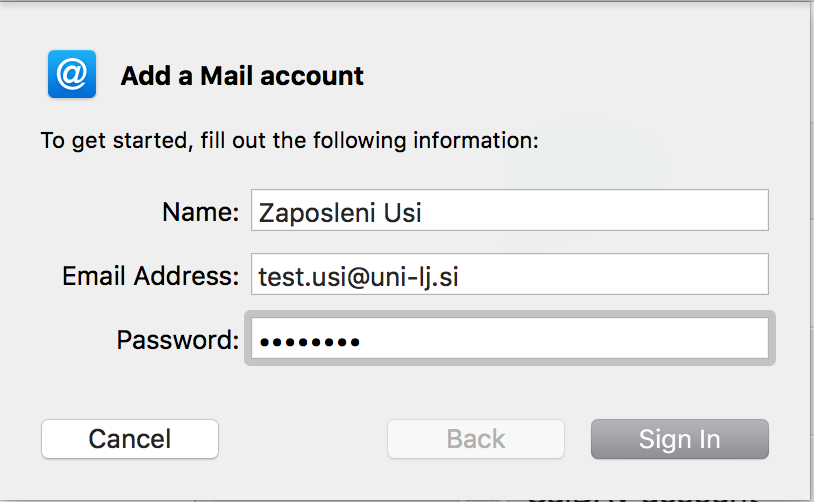 @ Add a Mail account
To get started, fill out the following information:
Name: Zaposleni Usi
Email Address: test.usi@uni-lj.si
Password: ••••••••
Cancel Back Sign In